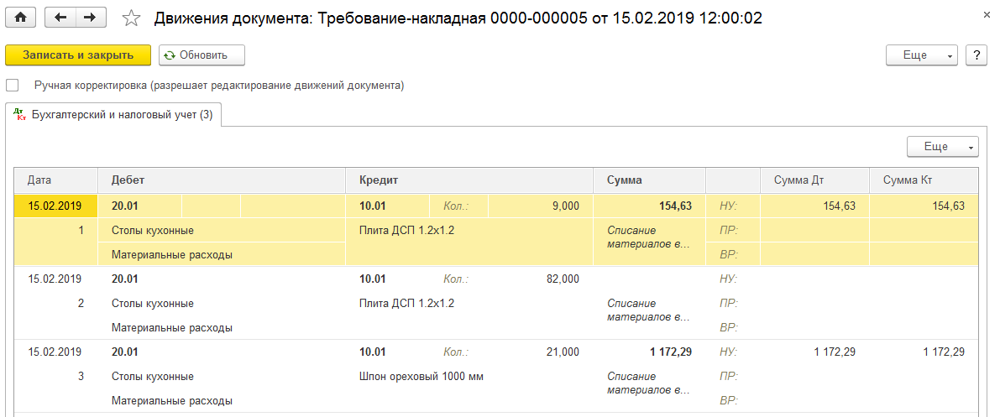 Движения документа: Требование-накладная 0000-000005 от 15.02.2019 12:00:02
Записать и закрыть Обновить Еще ?
Ручная корректировка (разрешает редактирование движений документа)
Дт Кт Бухгалтерский и налоговый учет (3)
Еще
Дата Дебет Кредит Сумма Сумма Дт Сумма Кт
15.02.2019 20.01 10.01 Кол.: 9,000 154,63 НУ: 154,63 154,63
1 Столы кухонные Плита ДСП 1.2х1.2 Списание материалов в... ПР:
Материальные расходы ВР:
15.02.2019 20.01 10.01 Кол.: 82,000 НУ:
2 Столы кухонные Плита ДСП 1.2х1.2 Списание материалов в... ПР:
Материальные расходы ВР:
15.02.2019 20.01 10.01 Кол.: 21,000 1 172,29 НУ: 1 172,29 1 172,29
3 Столы кухонные Шпон ореховый 1000 мм Списание материалов в... ПР:
Материальные расходы ВР: